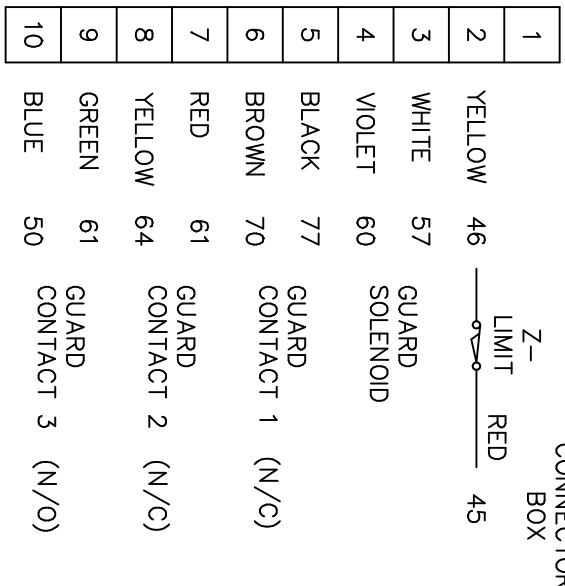 CONNECTOR
BOX
1
Z-
LIMIT
2 YELLOW 46 RED 45
3 WHITE 57 GUARD
4 VIOLET 60 SOLENOID
5 BLACK 77 GUARD
6 BROWN 70 CONTACT 1 (N/C)
7 RED 61 GUARD
8 YELLOW 64 CONTACT 2 (N/C)
9 GREEN 61 GUARD
10 BLUE 50 CONTACT 3 (N/O)